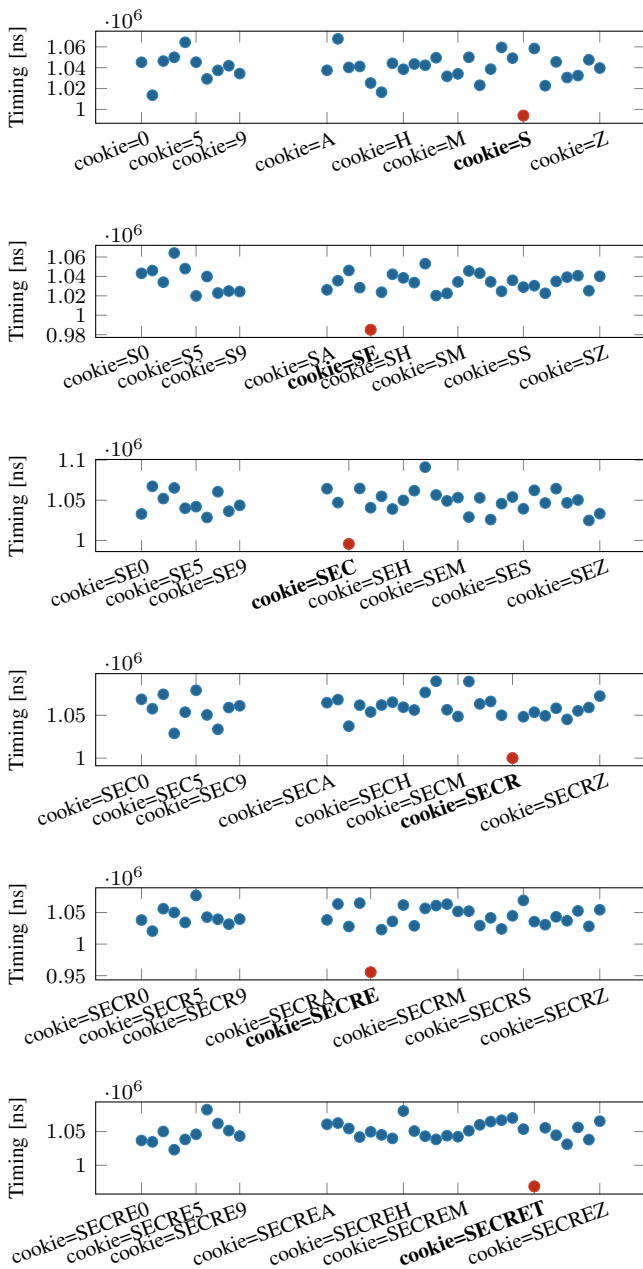 ·10^6
Timing [ns]
1.06
1.04
1
cookie=0
cookie=5
cookie=9
cookie=A
cookie=H
cookie=M
cookie=S
cookie=Z
·10^6
Timing [ns]
1.06
1.04
1.02
1
0.98
cookie=S0
cookie=S5
cookie=S9
cookie=SA
cookie=SE
cookie=SH
cookie=SM
cookie=SS
cookie=SZ
·10^6
Timing [ns]
1.1
1.05
1
cookie=SE0
cookie=SE5
cookie=SE9
cookie=SEC
cookie=SEH
cookie=SEM
cookie=SES
cookie=SEZ
·10^6
Timing [ns]
1.05
1
cookie=SEC0
cookie=SEC5
cookie=SEC9
cookie=SECA
cookie=SECH
cookie=SECM
cookie=SECR
cookie=SECRZ
·10^6
Timing [ns]
1.05
1
0.95
cookie=SECR0
cookie=SECR5
cookie=SECR9
cookie=SECRA
cookie=SECRE
cookie=SECRM
cookie=SECRS
cookie=SECRZ
·10^6
Timing [ns]
1.05
1
cookie=SECRE0
cookie=SECRE5
cookie=SECRE9
cookie=SECREA
cookie=SECREH
cookie=SECREM
cookie=SECRET
cookie=SECREZ